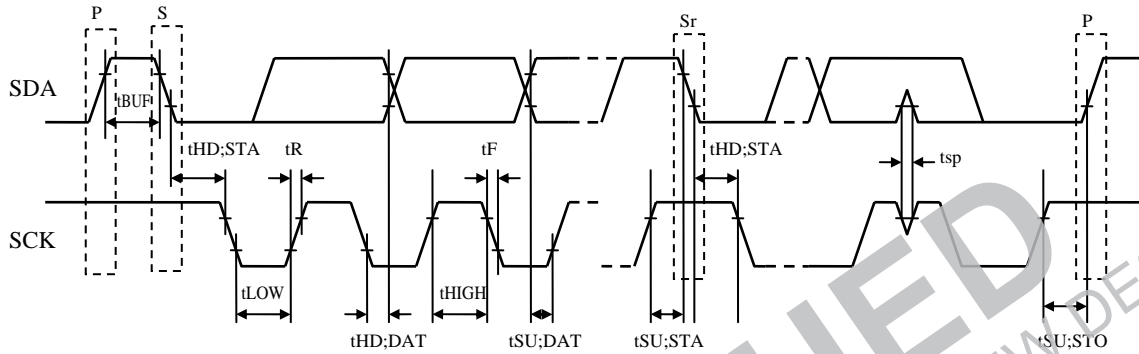 P S Sr P
SDA
tBUF
tHD;STA tR tF tHD;STA tsp
SCK
tLOW tHIGH
tHD;DAT tSU;DAT tSU;STA tSU;STO